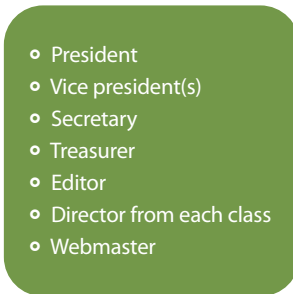 President
Vice president(s)
Secretary
Treasurer
Editor
Director from each class
Webmaster